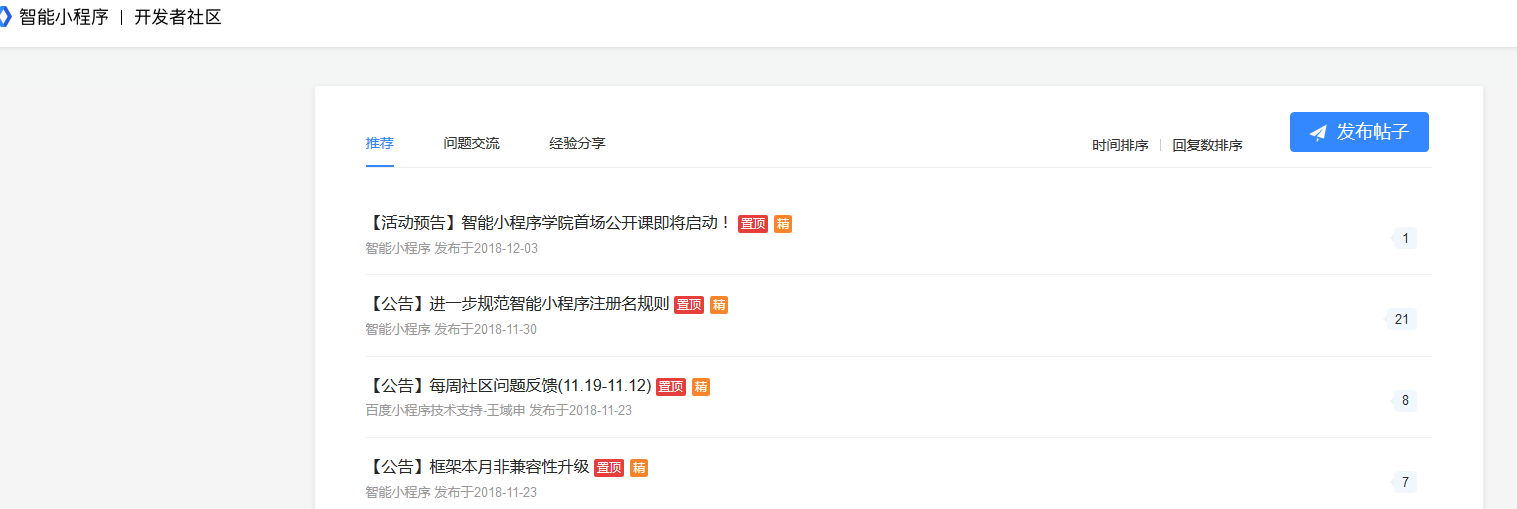 智能小程序 | 开发者社区
推荐 问题交流 经验分享 时间排序 | 回复数排序 发布帖子
【活动预告】智能小程序学院首场公开课即将启动！ 置顶 精
智能小程序 发布于2018-12-03
1
【公告】进一步规范智能小程序注册名规则 置顶 精
智能小程序 发布于2018-11-30
21
【公告】每周社区问题反馈(11.19-11.12) 置顶 精
百度小程序技术支持-王域申 发布于2018-11-23
8
【公告】框架本月非兼容性升级 置顶 精
智能小程序 发布于2018-11-23
7